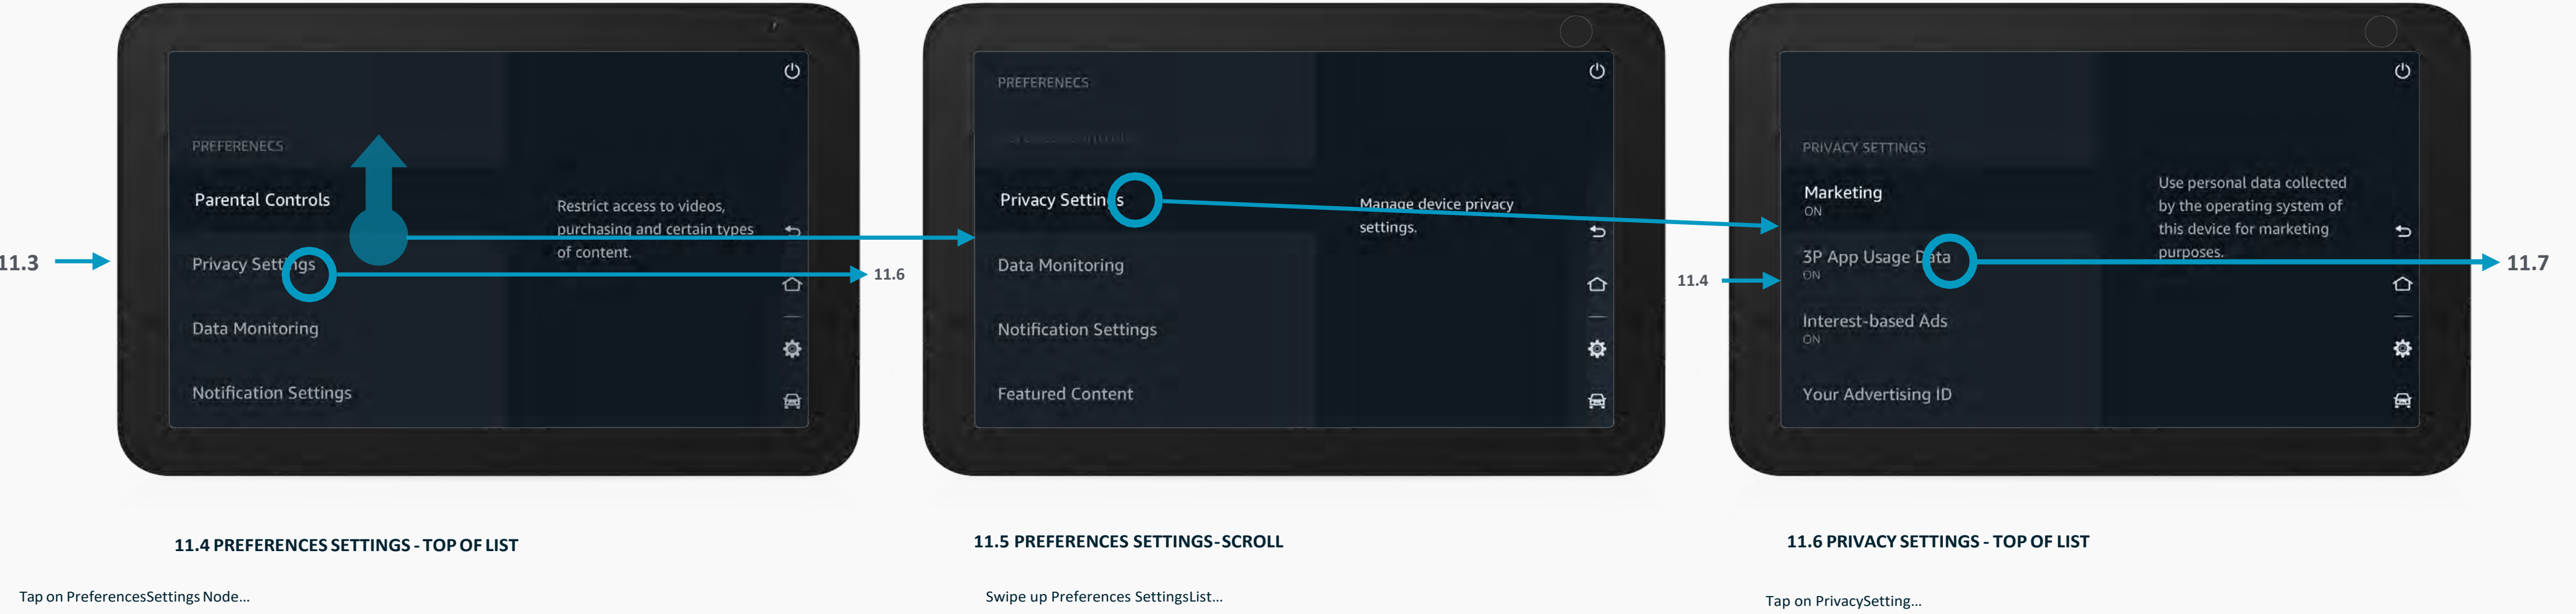 PREFERENECS
Parental Controls
Restrict access to videos,
purchasing and certain types
of content.
Privacy Settings
Data Monitoring
Notification Settings
11.3
11.6
PREFERENECS
Privacy Settings
Manage device privacy
settings.
Data Monitoring
Notification Settings
Featured Content
11.4
PRIVACY SETTINGS
Marketing
ON
Use personal data collected
by the operating system of
this device for marketing
purposes.
3P App Usage Data
ON
Interest-based Ads
ON
Your Advertising ID
11.7
11.4 PREFERENCES SETTINGS - TOP OF LIST
11.5 PREFERENCES SETTINGS-SCROLL
11.6 PRIVACY SETTINGS - TOP OF LIST
Tap on PreferencesSettings Node...
Swipe up Preferences SettingsList...
Tap on PrivacySetting...